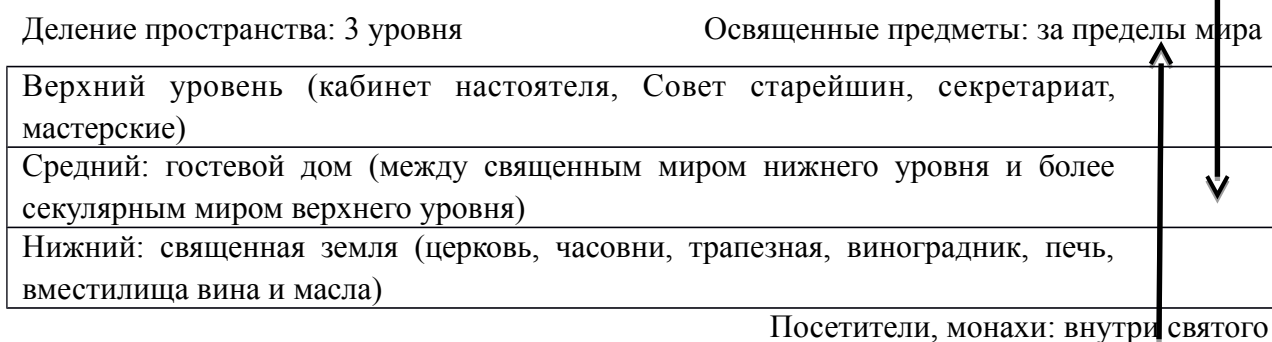 Деление пространства: 3 уровня Освященные предметы: за пределы мира
Верхний уровень (кабинет настоятеля, Совет старейшин, секретариат,
мастерские)
Средний: гостевой дом (между священным миром нижнего уровня и более
секулярным миром верхнего уровня)
Нижний: священная земля (церковь, часовни, трапезная, виноградник, печь,
вместилища вина и масла)
Посетители, монахи: внутри святого